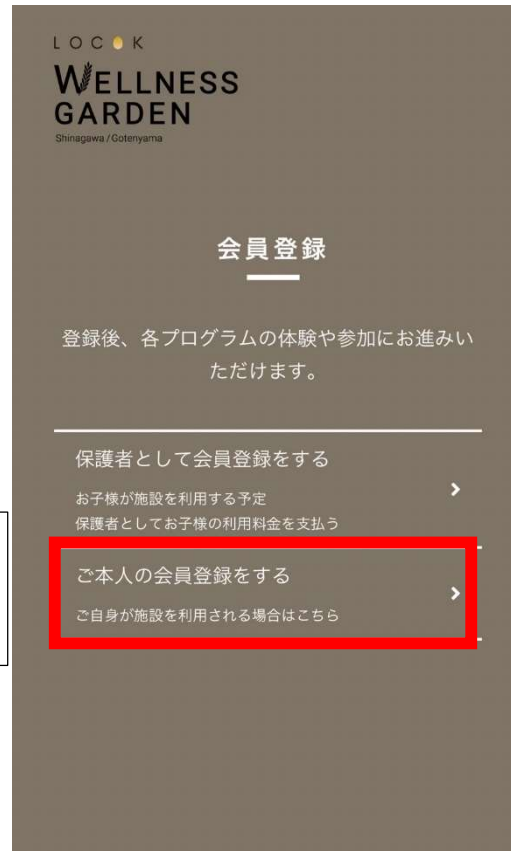 LOCOK
WELLNESS
GARDEN
Shinagawa/Gotenyama
会員登録
登録後、各プログラムの体験や参加にお進みい
ただけます。
保護者として会員登録をする
お子様が施設を利用する予定
保護者としてお子様の利用料金を支払う
ご本人の会員登録をする
ご自身が施設を利用される場合はこちら